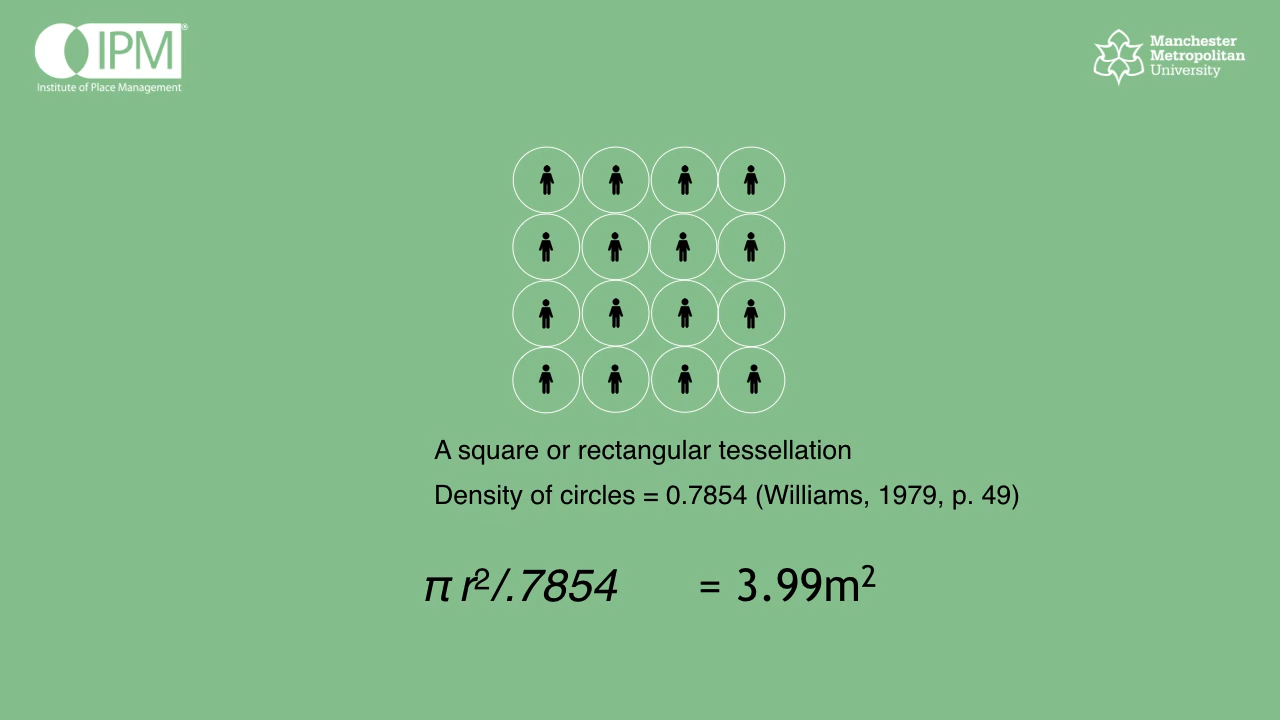 IPM®
Institute of Place Management
Manchester
Metropolitan
University
A square or rectangular tessellation
Density of circles = 0.7854 (Williams, 1979, p. 49)
π r²/.7854 = 3.99m²